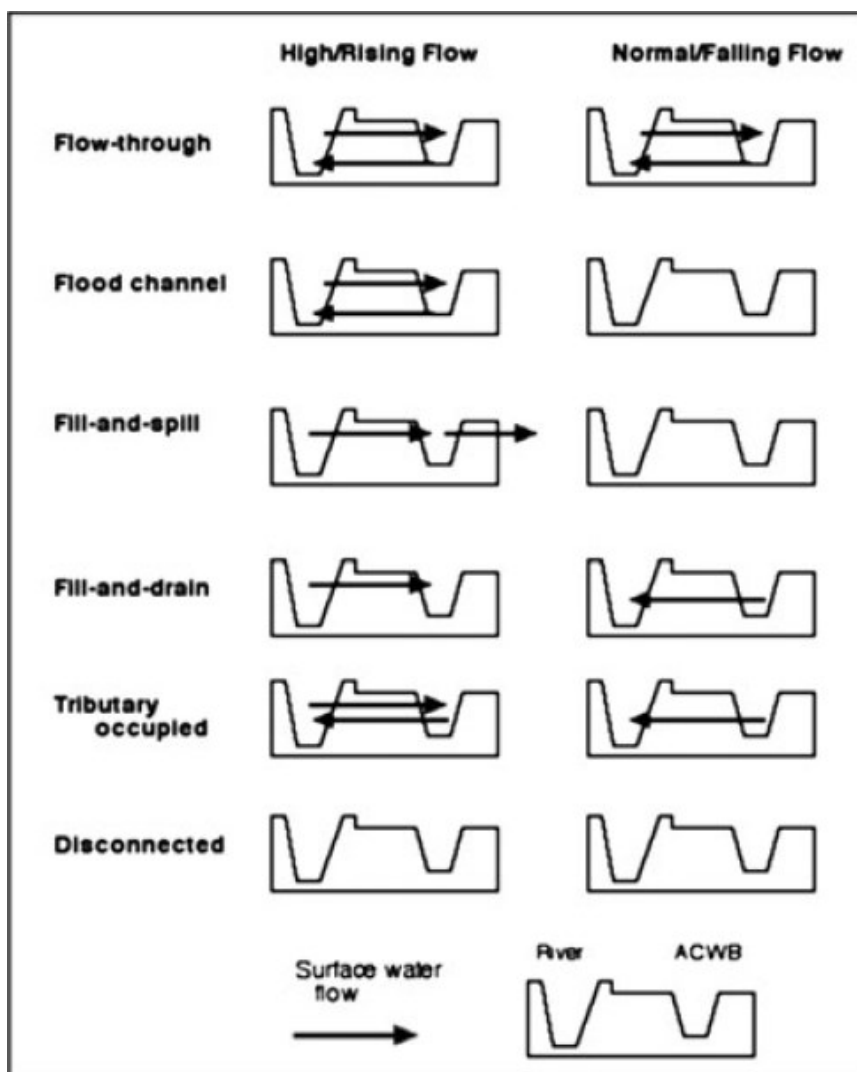 High/Rising Flow
Normal/Falling Flow
Flow-through
Flood channel
Fill-and-spill
Fill-and-drain
Tributary
occupied
Disconnected
Surface water
flow
River
ACWB